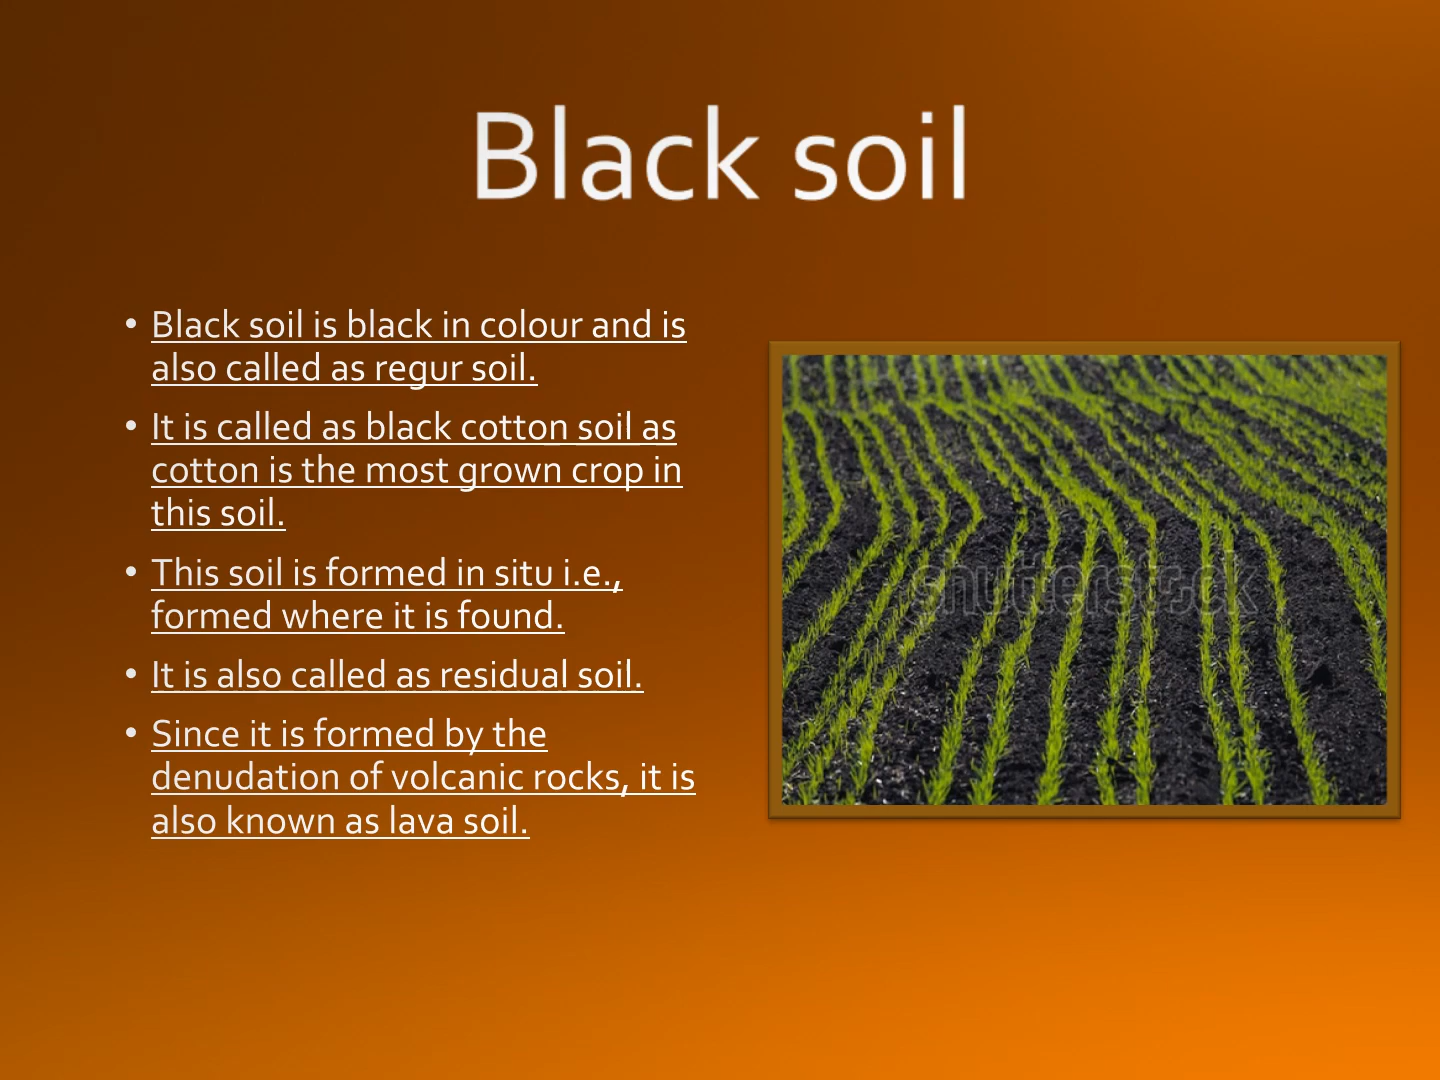 Black soil
• Black soil is black in colour and is
also called as regur soil.
• It is called as black cotton soil as
cotton is the most grown crop in
this soil.
• This soil is formed in situ i.e.,
formed where it is found.
• It is also called as residual soil.
• Since it is formed by the
denudation of volcanic rocks, it is
also known as lava soil.
shutterstock